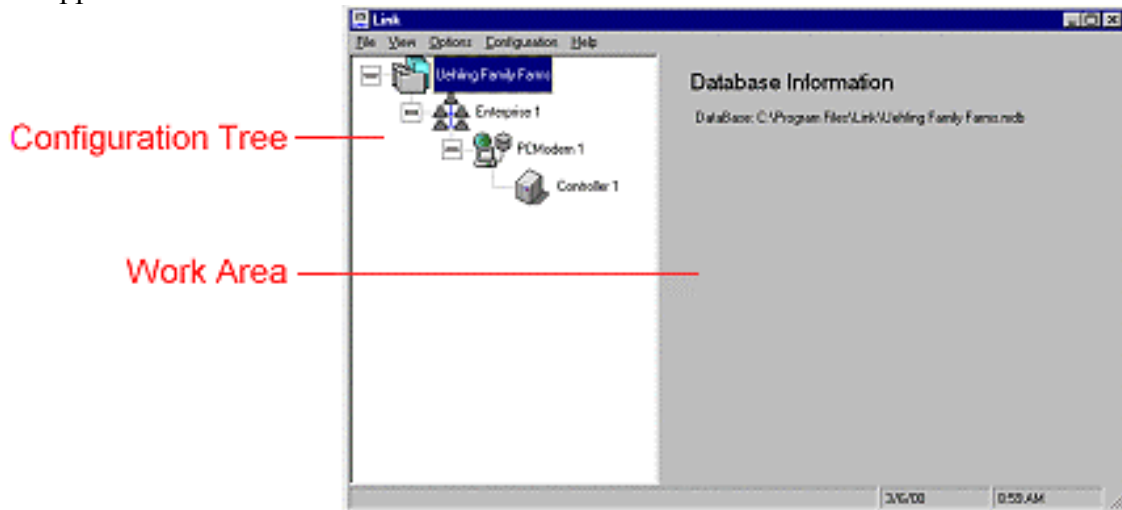 Link
File View Options Configuration Help
Uehling Family Farms
Enterprise 1
PCModem 1
Controller 1
Configuration Tree
Work Area
Database Information
DataBase: C:\Program Files\Link\Uehling Family Farms.mdb
3/6/00
8:59 AM